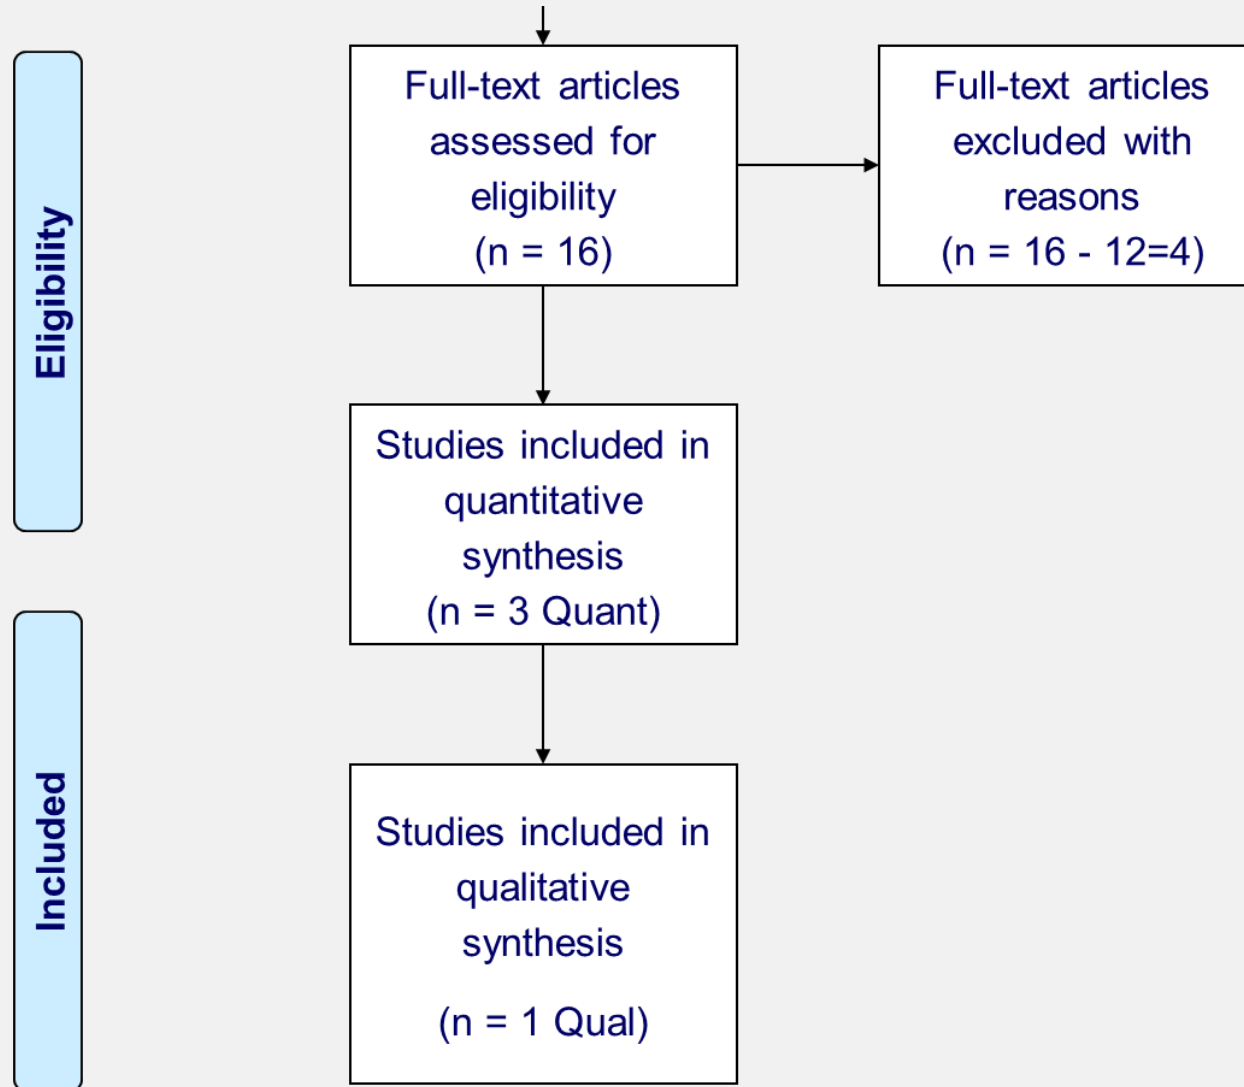 Eligibility
Full-text articles
assessed for
eligibility
(n = 16)
Full-text articles
excluded with
reasons
(n = 16 - 12=4)
Studies included in
quantitative
synthesis
(n = 3 Quant)
Included
Studies included in
qualitative
synthesis
(n = 1 Qual)